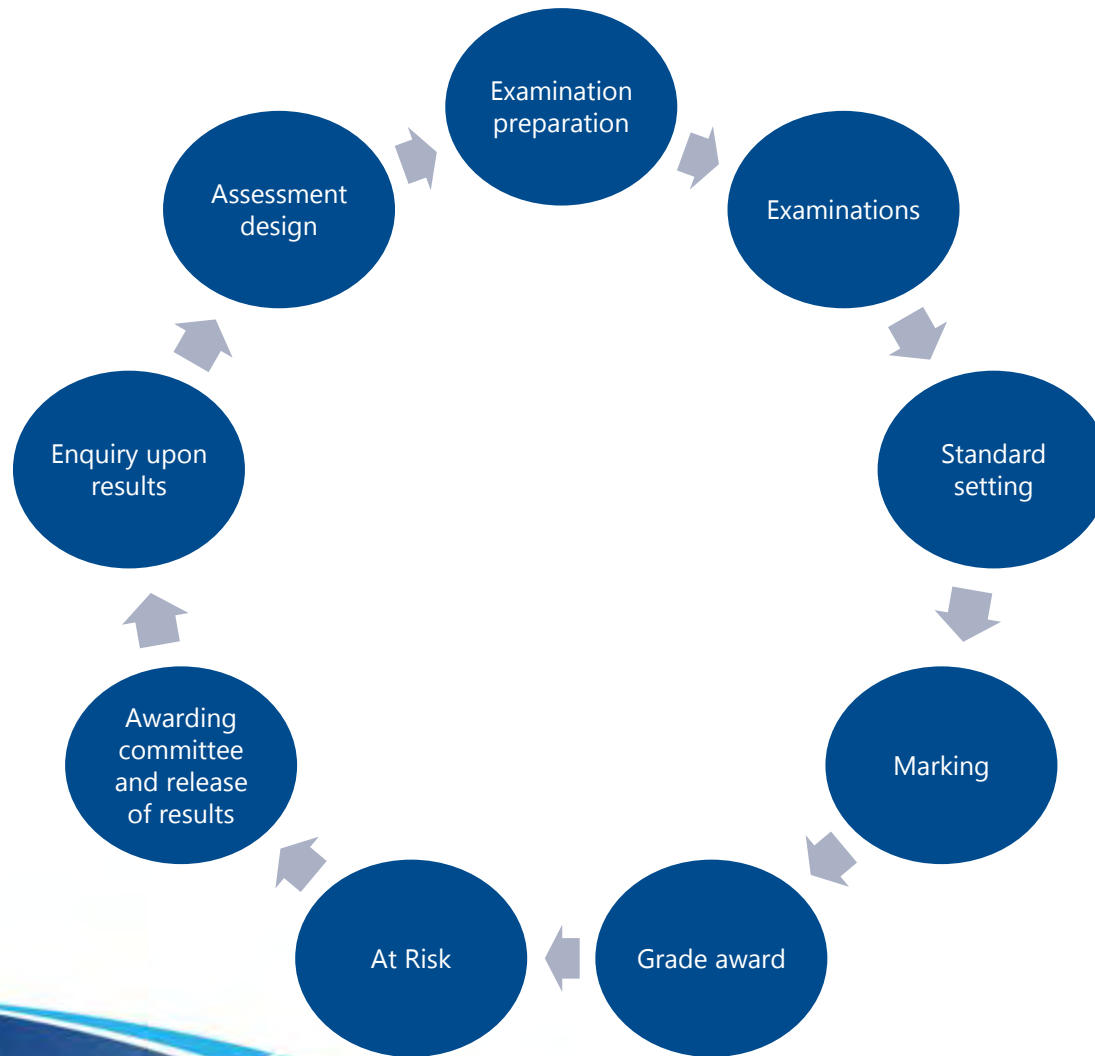 Examination
preparation
Examinations
Standard
setting
Marking
Grade award
At Risk
Awarding
committee
and release
of results
Enquiry upon
results
Assessment
design